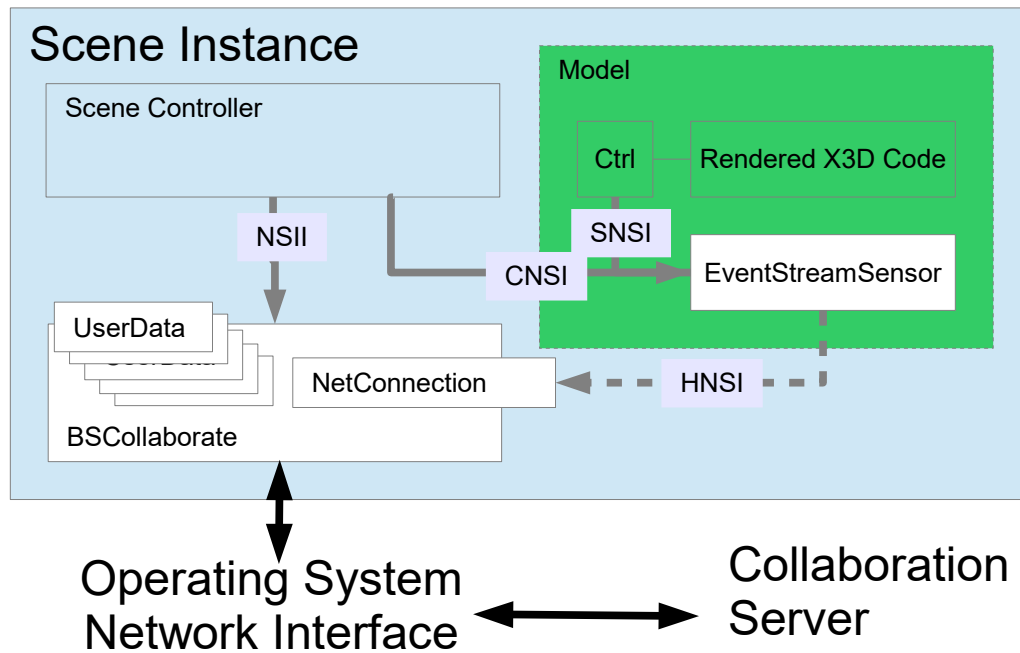 Scene Instance
Model
Scene Controller
Ctrl
Rendered X3D Code
NSII
SNSI
CNSI
EventStreamSensor
UserData
UserData
NetConnection
HNSI
BSCollaborate
Operating System
Network Interface
Collaboration
Server